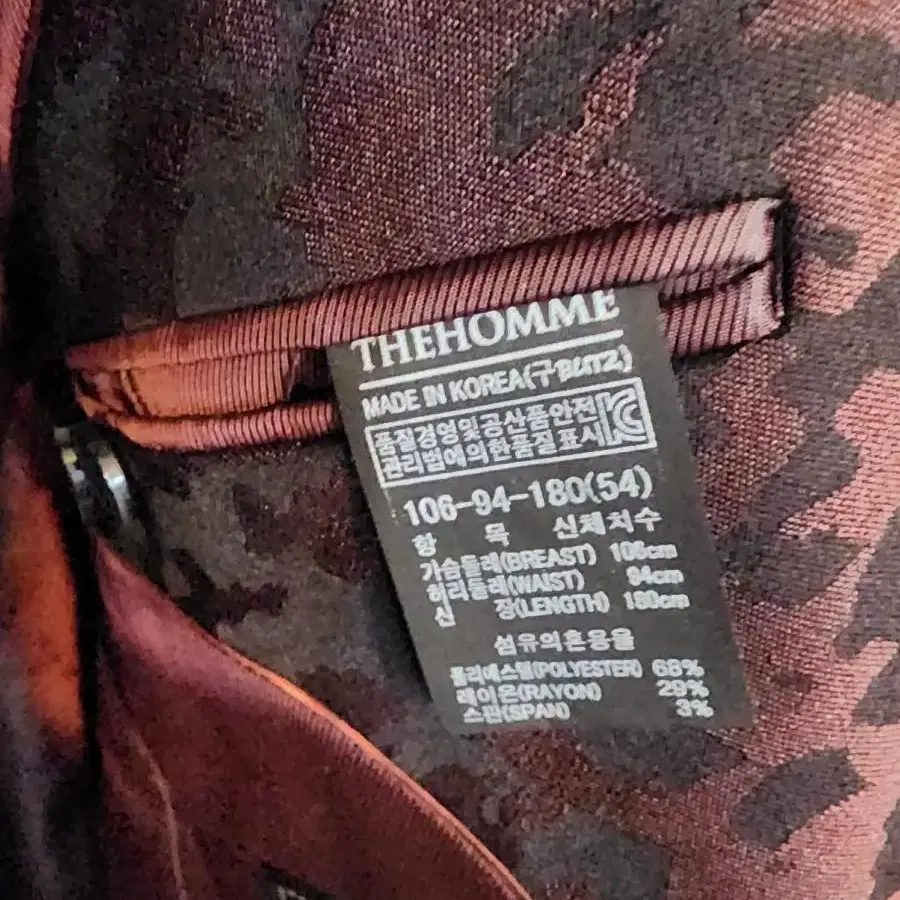 THEHOMME
MADE IN KOREA(구BLITZ)
품질경영및공산품안전
관리법에의한품질표시
KC
106-94-180(54)
항 목 신체치수
가슴둘레(BREAST) 106cm
허리둘레(WAIST) 94cm
신 장(LENGTH) 180cm
섬유의혼용율
폴리에스텔(POLYESTER) 68%
레이온(RAYON) 29%
스판(SPAN) 3%